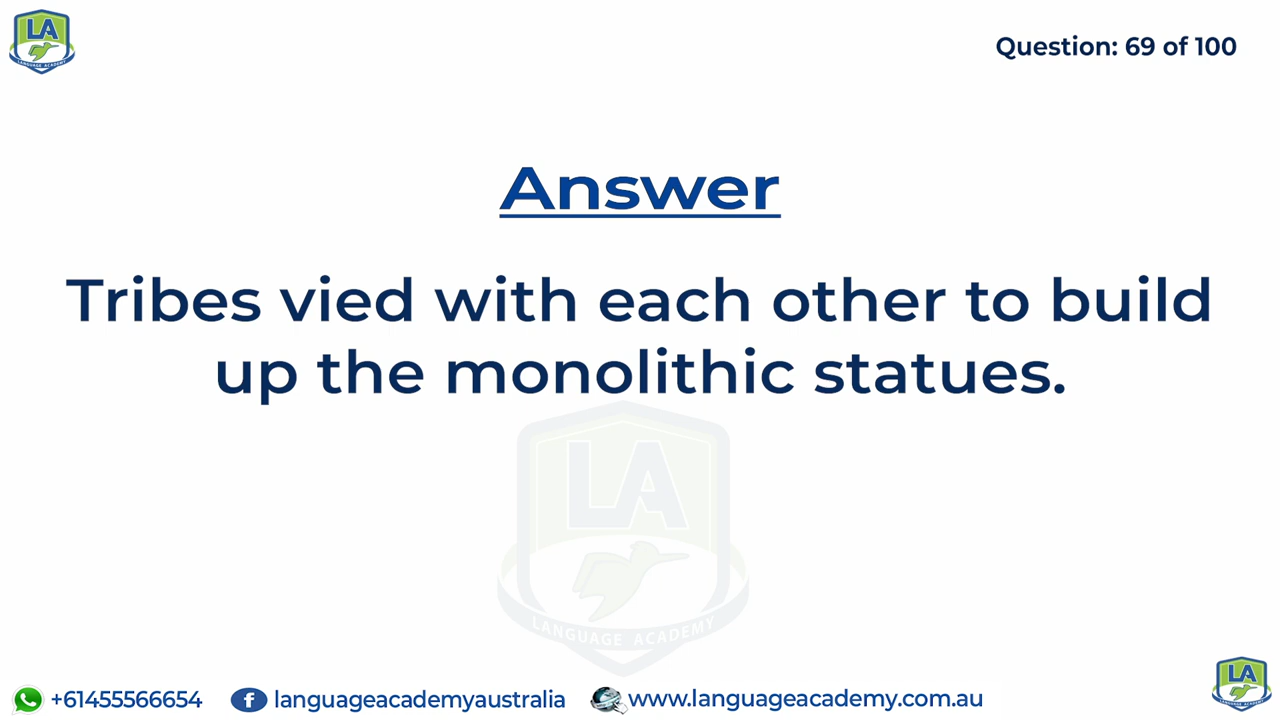 LA
LANGUAGE ACADEMY
Question: 69 of 100
Answer
Tribes vied with each other to build
up the monolithic statues.
LA
LANGUAGE ACADEMY
+61455566654 languageacademyaustralia www.languageacademy.com.au
LA
LANGUAGE ACADEMY